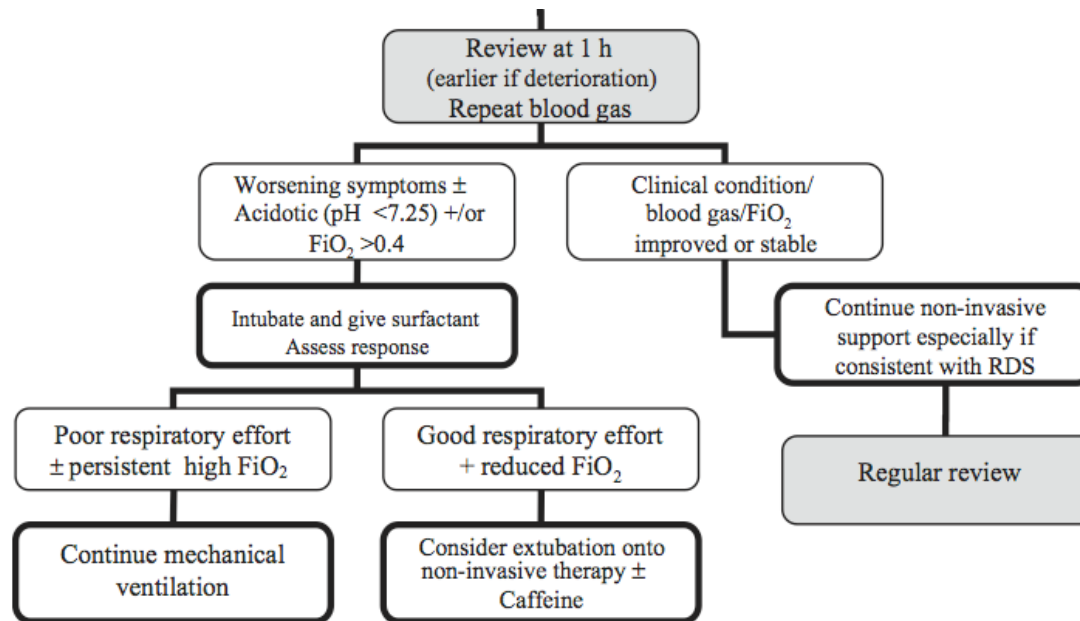 Review at 1 h
(earlier if deterioration)
Repeat blood gas
Worsening symptoms ±
Acidotic (pH <7.25) +/or
FiO₂ >0.4
Clinical condition/
blood gas/FiO₂
improved or stable
Intubate and give surfactant
Assess response
Continue non-invasive
support especially if
consistent with RDS
Poor respiratory effort
± persistent high FiO₂
Good respiratory effort
+ reduced FiO₂
Regular review
Continue mechanical
ventilation
Consider extubation onto
non-invasive therapy ±
Caffeine